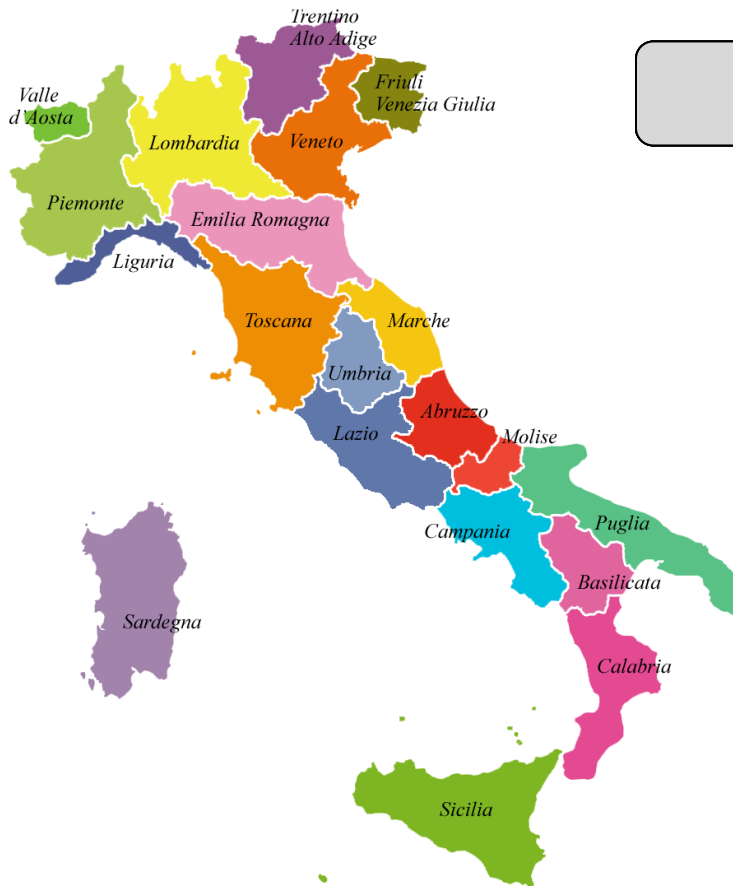 Trentino
Alto Adige
Friuli
Venezia Giulia
Valle
d'Aosta
Lombardia
Veneto
Piemonte
Emilia Romagna
Liguria
Toscana
Marche
Umbria
Abruzzo
Lazio
Molise
Campania
Puglia
Basilicata
Sardegna
Calabria
Sicilia